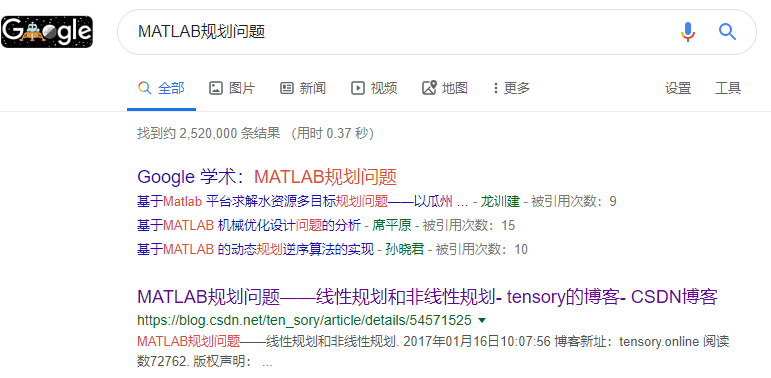 Google
MATLAB规划问题
全部 图片 新闻 视频 地图 更多 设置 工具
找到约 2,520,000 条结果 （用时 0.37 秒）
Google 学术：MATLAB规划问题
基于Matlab 平台求解水资源多目标规划问题——以瓜州 ... - 龙训建 - 被引用次数：9
基于MATLAB 机械优化设计问题的分析 - 席平原 - 被引用次数：15
基于MATLAB 的动态规划逆序算法的实现 - 孙晓君 - 被引用次数：10
MATLAB规划问题——线性规划和非线性规划- tensory的博客- CSDN博客
https://blog.csdn.net/ten_sory/article/details/54571525
MATLAB规划问题——线性规划和非线性规划. 2017年01月16日10:07:56 博客新址：tensory.online 阅读
数72762. 版权声明： ...